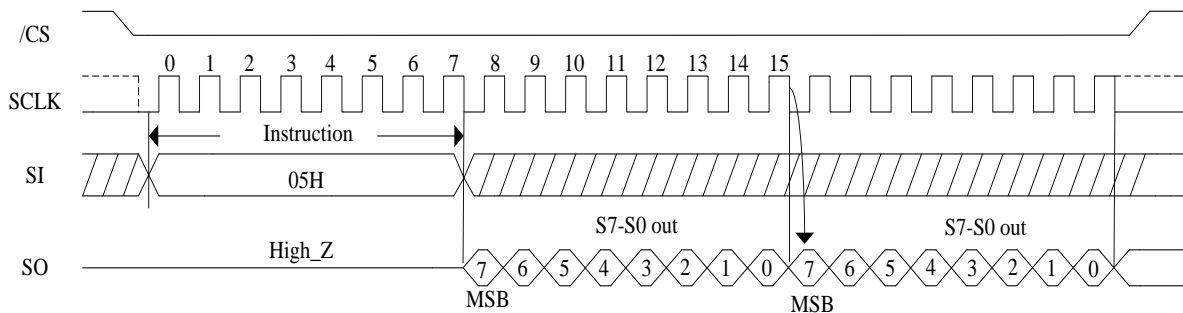 /CS
0 1 2 3 4 5 6 7 8 9 10 11 12 13 14 15
SCLK
Instruction
SI
05H
S7-S0 out S7-S0 out
High_Z
SO
7 6 5 4 3 2 1 0 7 6 5 4 3 2 1 0
MSB MSB